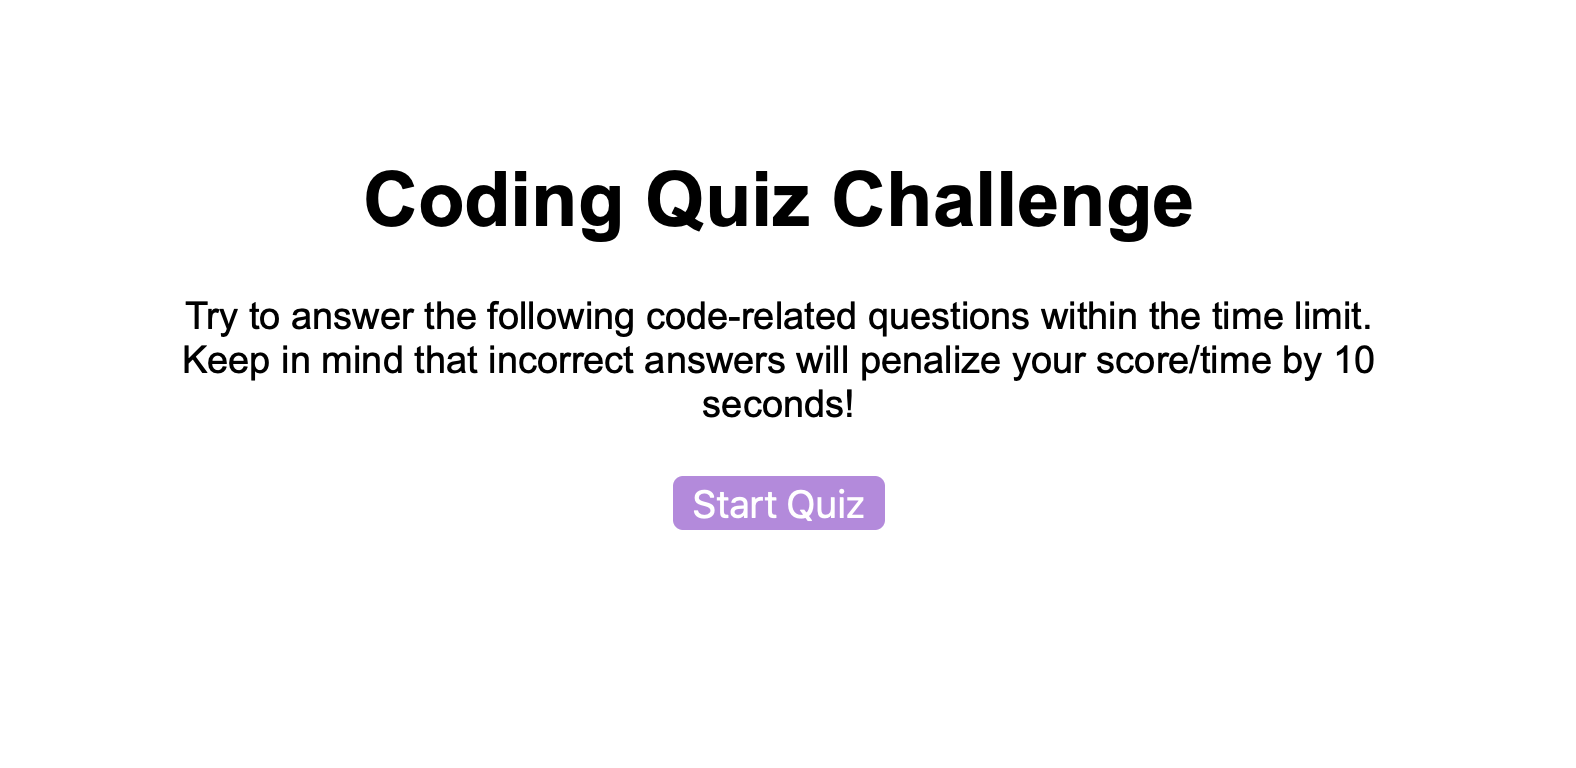 Coding Quiz Challenge
Try to answer the following code-related questions within the time limit.
Keep in mind that incorrect answers will penalize your score/time by 10
seconds!
Start Quiz